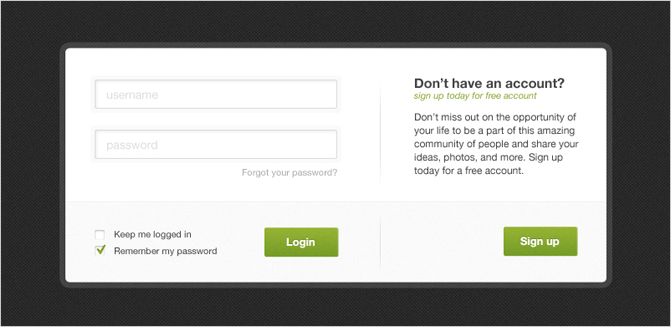 username
password
Forgot your password?
Keep me logged in
Remember my password
Login
Don't have an account?
sign up today for free account
Don't miss out on the opportunity of
your life to be a part of this amazing
community of people and share your
ideas, photos, and more. Sign up
today for a free account.
Sign up